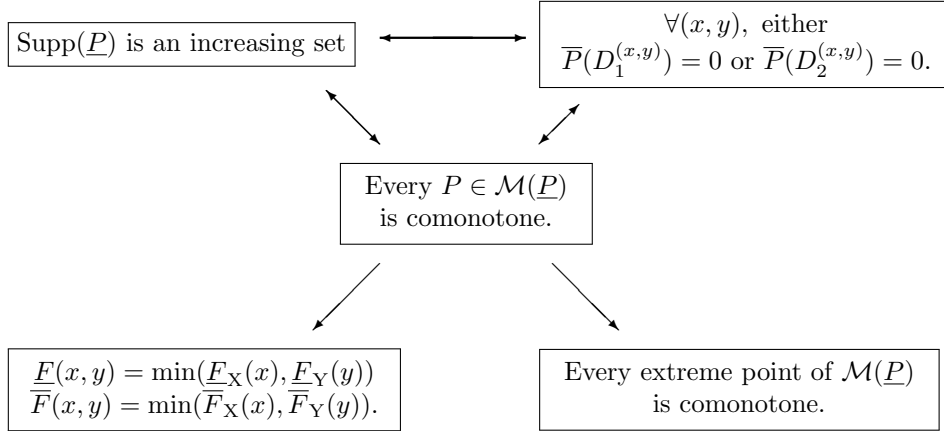 Supp(P̲) is an increasing set
∀(x, y), either
P̅(D₁^(x,y)) = 0 or P̅(D₂^(x,y)) = 0.
Every P ∈ ℳ(P̲)
is comonotone.
F̲(x, y) = min(F̲_X(x), F̲_Y(y))
F̅(x, y) = min(F̅_X(x), F̅_Y(y)).
Every extreme point of ℳ(P̲)
is comonotone.